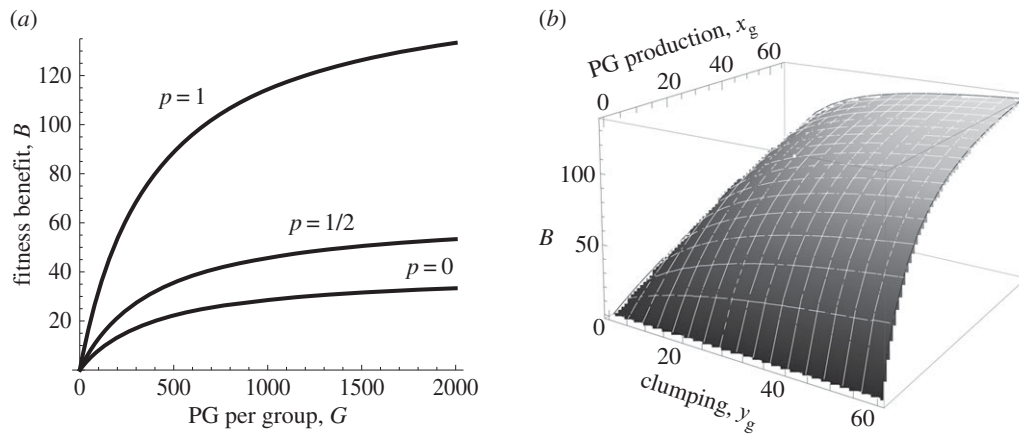 (a)
120
100
80
60
40
20
fitness benefit, B
p = 1
p = 1/2
p = 0
0
500
1000
1500
2000
PG per group, G
(b)
PG production, x_g
0
20
40
60
100
50
0
B
20
40
60
clumping, y_g